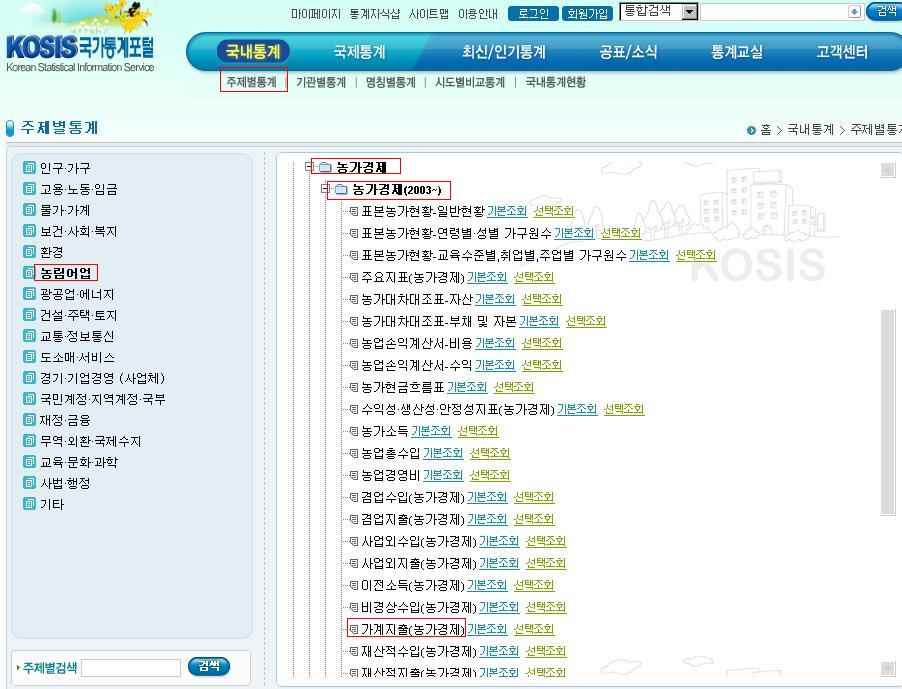 마이페이지 통계지식샵 사이트맵 이용안내 로그인 회원가입 통합검색 검색
KOSIS 국가통계포털
Korean Statistical Information Service
국내통계 국제통계 최신/인기통계 공표/소식 통계교실 고객센터
주제별통계 | 기관별통계 | 명칭별통계 | 시도별비교통계 | 국내통계현황
주제별통계
홈 > 국내통계 > 주제별통계
인구·가구
고용·노동·임금
물가·가계
보건·사회·복지
환경
농림어업
광공업·에너지
건설·주택·토지
교통·정보통신
도소매·서비스
경기·기업경영 (사업체)
국민계정·지역계정·국부
재정·금융
무역·외환·국제수지
교육·문화·과학
사법·행정
기타
주제별검색 검색
농가경제
농가경제(2003~)
표본농가현황-일반현황 기본조회 선택조회
표본농가현황-연령별·성별 가구원수 기본조회 선택조회
표본농가현황-교육수준별,취업별,주업별 가구원수 기본조회 선택조회
주요지표(농가경제) 기본조회 선택조회
농가대차대조표-자산 기본조회 선택조회
농가대차대조표-부채 및 자본 기본조회 선택조회
농업손익계산서-비용 기본조회 선택조회
농업손익계산서-수익 기본조회 선택조회
농가현금흐름표 기본조회 선택조회
수익성·생산성·안정성지표(농가경제) 기본조회 선택조회
농가소득 기본조회 선택조회
농업총수입 기본조회 선택조회
농업경영비 기본조회 선택조회
겸업수입(농가경제) 기본조회 선택조회
겸업지출(농가경제) 기본조회 선택조회
사업외수입(농가경제) 기본조회 선택조회
사업외지출(농가경제) 기본조회 선택조회
이전소득(농가경제) 기본조회 선택조회
비경상수입(농가경제) 기본조회 선택조회
가계지출(농가경제) 기본조회 선택조회
재산적수입(농가경제) 기본조회 선택조회
재산적지출(농가경제) 기본조회 선택조회
KOSIS